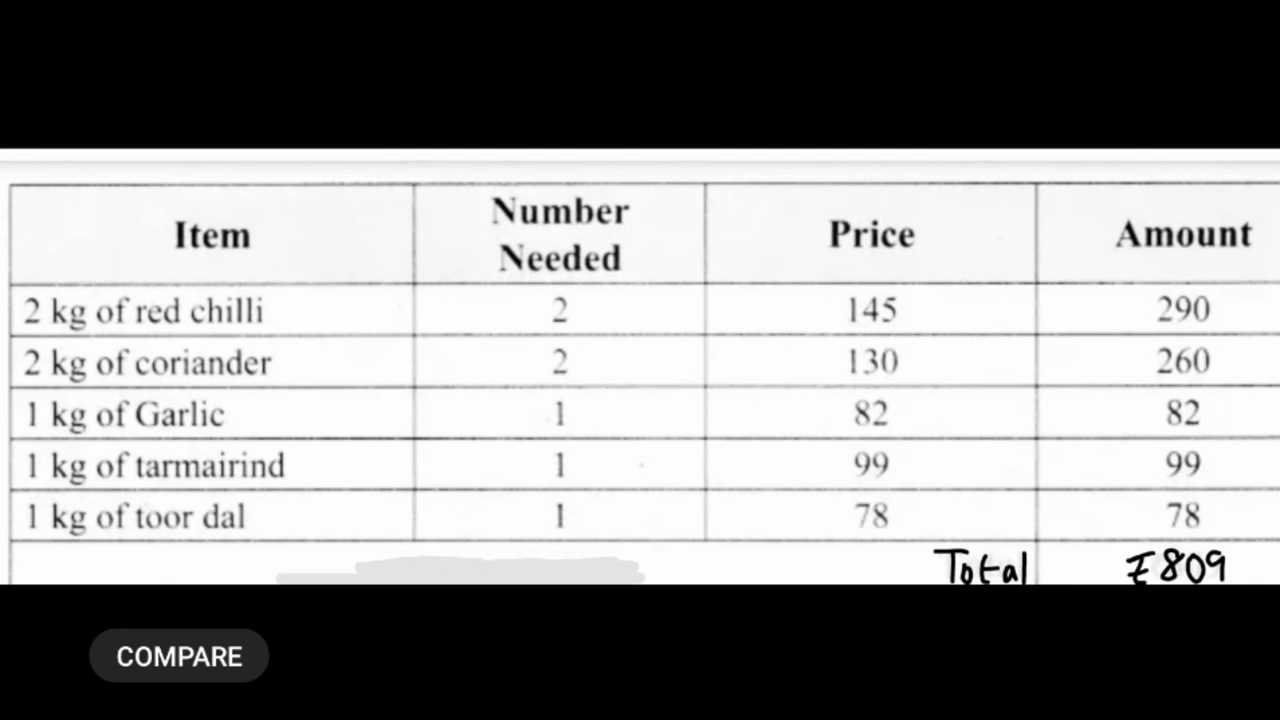 Item Number Needed Price Amount
2 kg of red chilli 2 145 290
2 kg of coriander 2 130 260
1 kg of Garlic 1 82 82
1 kg of tarmairind 1 99 99
1 kg of toor dal 1 78 78
Total ₹809
COMPARE